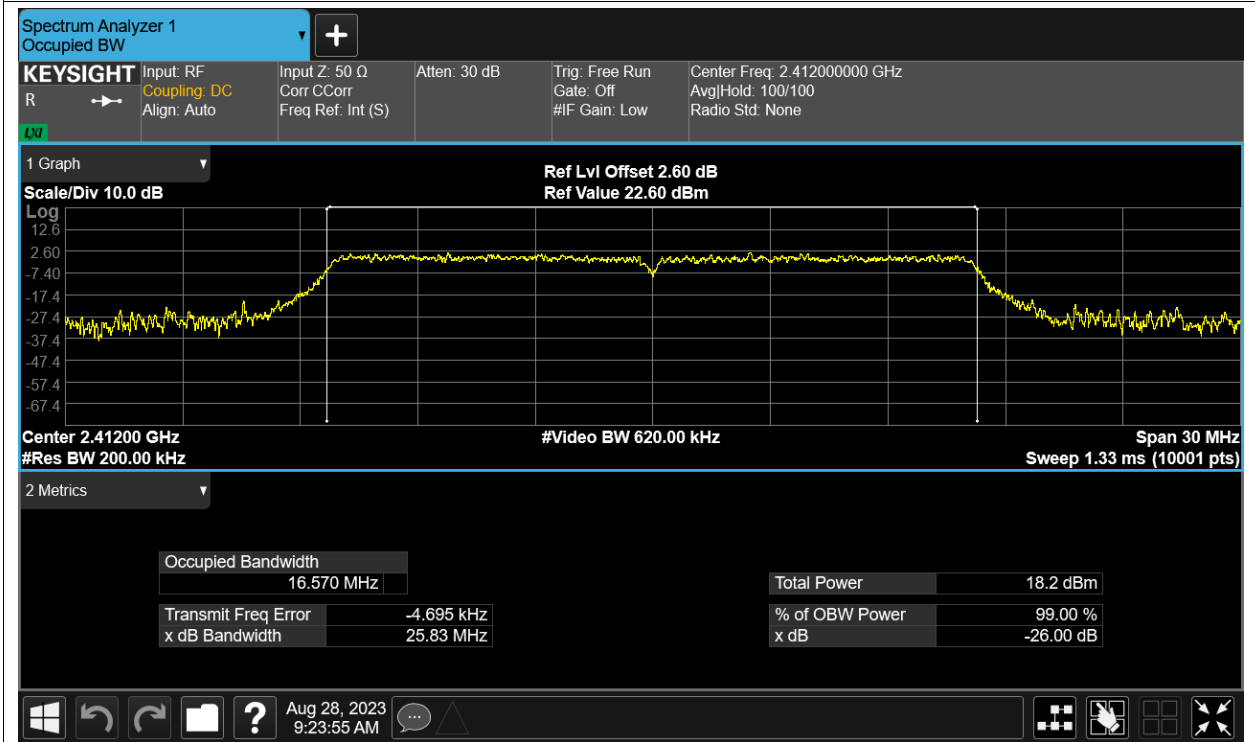 Spectrum Analyzer 1
Occupied BW
+
KEYSIGHT
R
LXI
Input: RF
Coupling: DC
Align: Auto
Input Z: 50 Ω
Corr CCorr
Freq Ref: Int (S)
Atten: 30 dB
Trig: Free Run
Gate: Off
#IF Gain: Low
Center Freq: 2.412000000 GHz
Avg|Hold: 100/100
Radio Std: None
1 Graph
Scale/Div 10.0 dB
Ref Lvl Offset 2.60 dB
Ref Value 22.60 dBm
Log
12.6
2.60
-7.40
-17.4
-27.4
-37.4
-47.4
-57.4
-67.4
Center 2.41200 GHz
#Res BW 200.00 kHz
#Video BW 620.00 kHz
Span 30 MHz
Sweep 1.33 ms (10001 pts)
2 Metrics
Occupied Bandwidth
16.570 MHz
Transmit Freq Error -4.695 kHz
x dB Bandwidth 25.83 MHz
Total Power 18.2 dBm
% of OBW Power 99.00 %
x dB -26.00 dB
?
Aug 28, 2023
9:23:55 AM